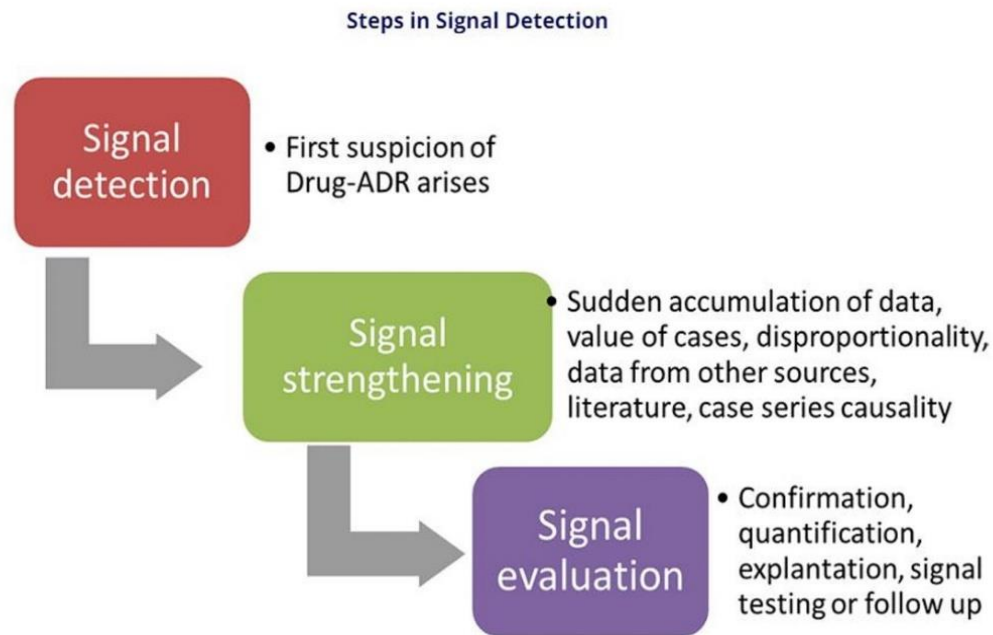 Steps in Signal Detection
Signal
detection
• First suspicion of
Drug-ADR arises
Signal
strengthening
• Sudden accumulation of data,
value of cases, disproportionality,
data from other sources,
literature, case series causality
Signal
evaluation
• Confirmation,
quantification,
explantation, signal
testing or follow up